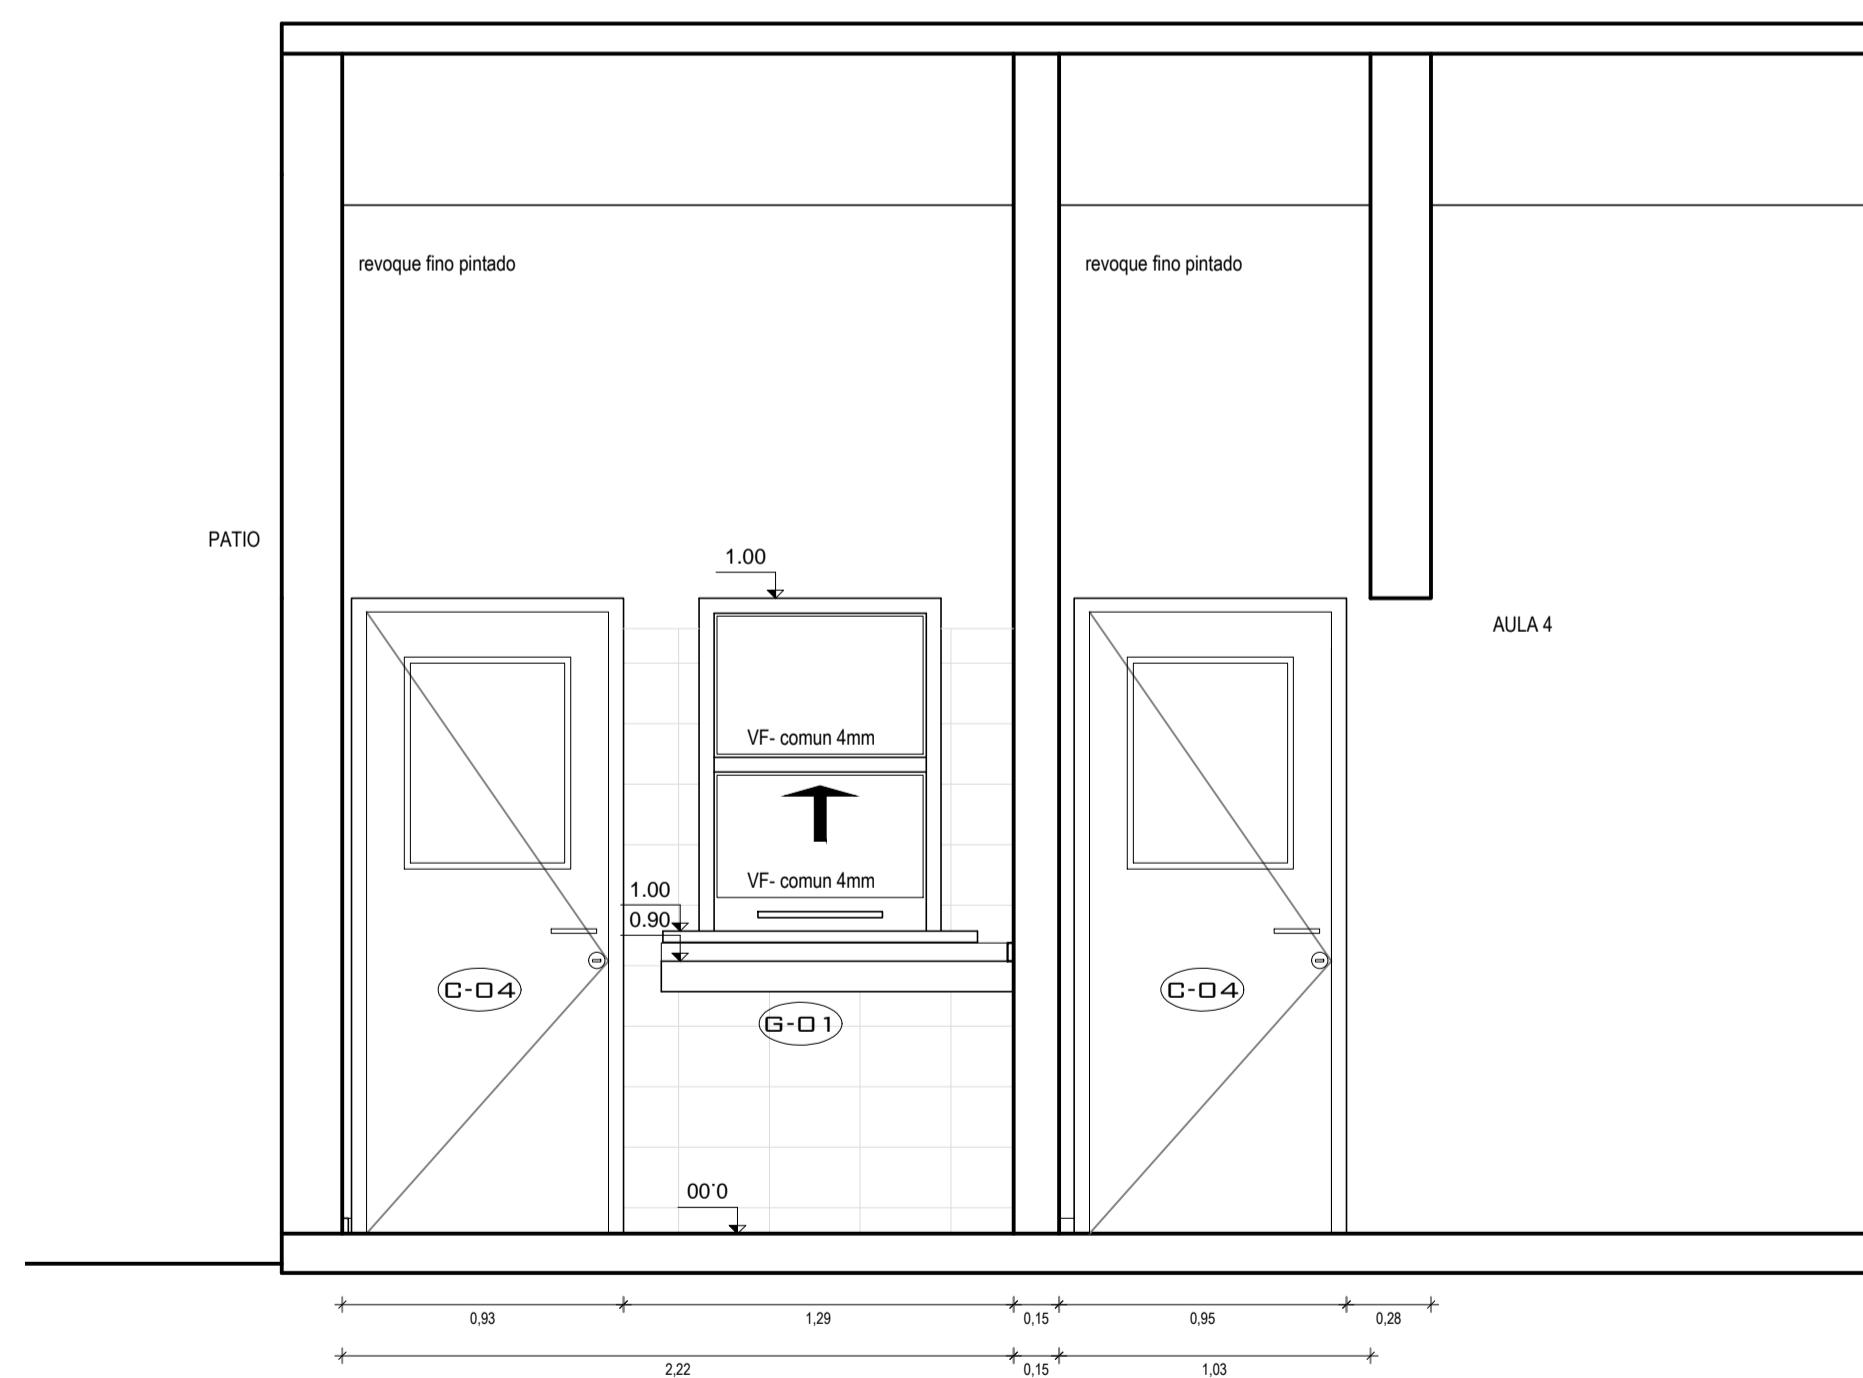 revoque fino pintado
revoque fino pintado
PATIO
1.00
AULA 4
VF- comun 4mm
VF- comun 4mm
1.00
0.90
C-04
C-04
G-01
0.00
0,93
1,29
0,15
0,95
0,28
2,22
0,15
1,03